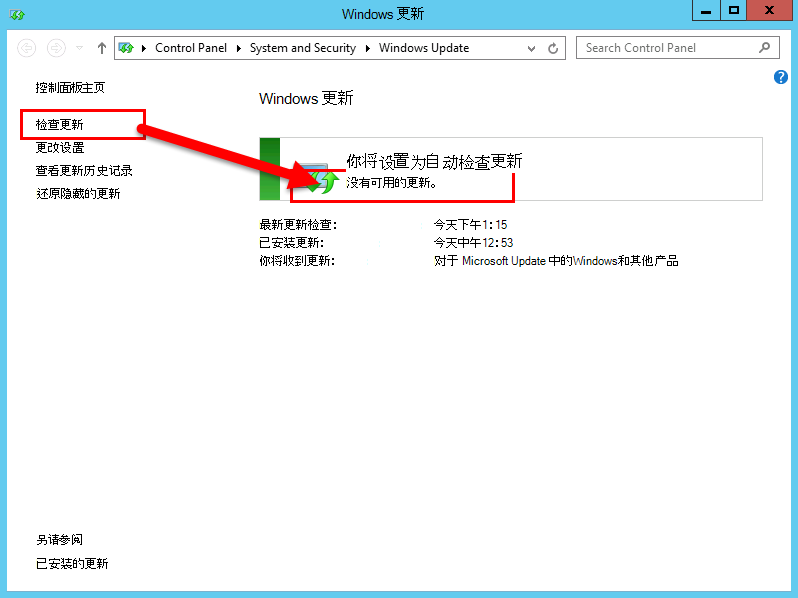 Windows 更新
Control Panel
System and Security
Windows Update
Search Control Panel
?
控制面板主页
检查更新
更改设置
查看更新历史记录
还原隐藏的更新
Windows 更新
你将设置为自动检查更新
没有可用的更新。
最新更新检查: 今天下午1:15
已安装更新: 今天中午12:53
你将收到更新: 对于 Microsoft Update 中的Windows和其他产品
另请参阅
已安装的更新